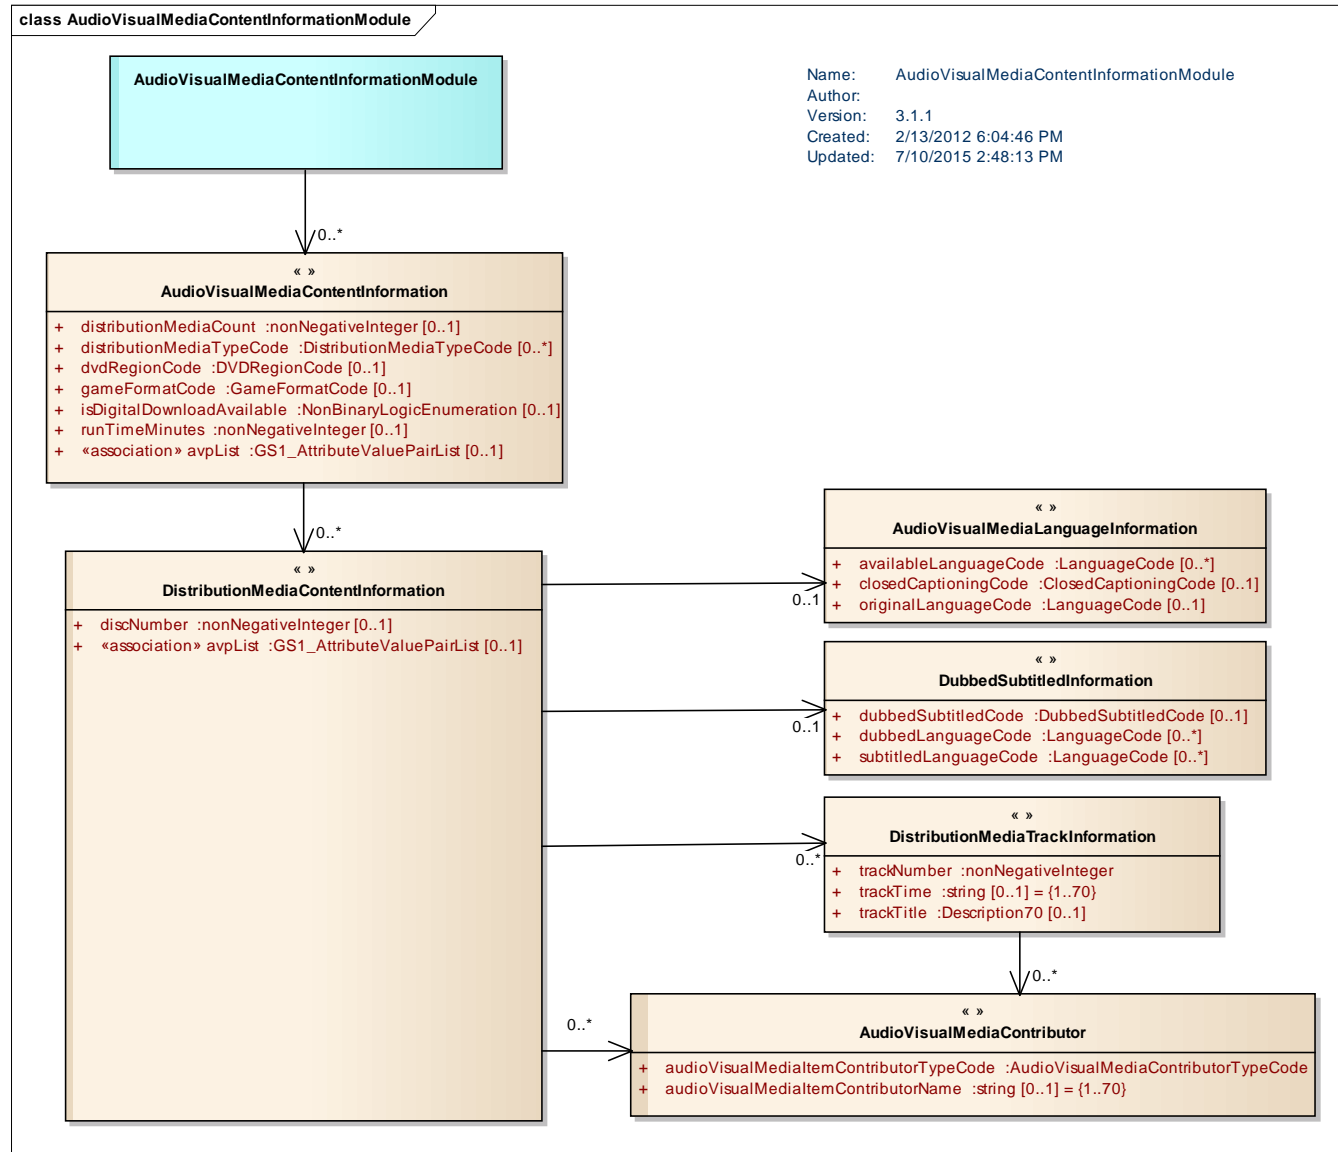 class AudioVisualMediaContentInformationModule
AudioVisualMediaContentInformationModule
Name: AudioVisualMediaContentInformationModule
Author:
Version: 3.1.1
Created: 2/13/2012 6:04:46 PM
Updated: 7/10/2015 2:48:13 PM
0..*
« »
AudioVisualMediaContentInformation
+ distributionMediaCount :nonNegativeInteger [0..1]
+ distributionMediaTypeCode :DistributionMediaTypeCode [0..*]
+ dvdRegionCode :DVDRegionCode [0..1]
+ gameFormatCode :GameFormatCode [0..1]
+ isDigitalDownloadAvailable :NonBinaryLogicEnumeration [0..1]
+ runTimeMinutes :nonNegativeInteger [0..1]
+ «association» avpList :GS1_AttributeValuePairList [0..1]
0..*
« »
DistributionMediaContentInformation
+ discNumber :nonNegativeInteger [0..1]
+ «association» avpList :GS1_AttributeValuePairList [0..1]
« »
AudioVisualMediaLanguageInformation
+ availableLanguageCode :LanguageCode [0..*]
+ closedCaptioningCode :ClosedCaptioningCode [0..1]
+ originalLanguageCode :LanguageCode [0..1]
0..1
« »
DubbedSubtitledInformation
+ dubbedSubtitledCode :DubbedSubtitledCode [0..1]
+ dubbedLanguageCode :LanguageCode [0..*]
+ subtitledLanguageCode :LanguageCode [0..*]
0..1
« »
DistributionMediaTrackInformation
+ trackNumber :nonNegativeInteger
+ trackTime :string [0..1] = {1..70}
+ trackTitle :Description70 [0..1]
0..*
0..*
0..*
« »
AudioVisualMediaContributor
+ audioVisualMediaItemContributorTypeCode :AudioVisualMediaContributorTypeCode
+ audioVisualMediaItemContributorName :string [0..1] = {1..70}